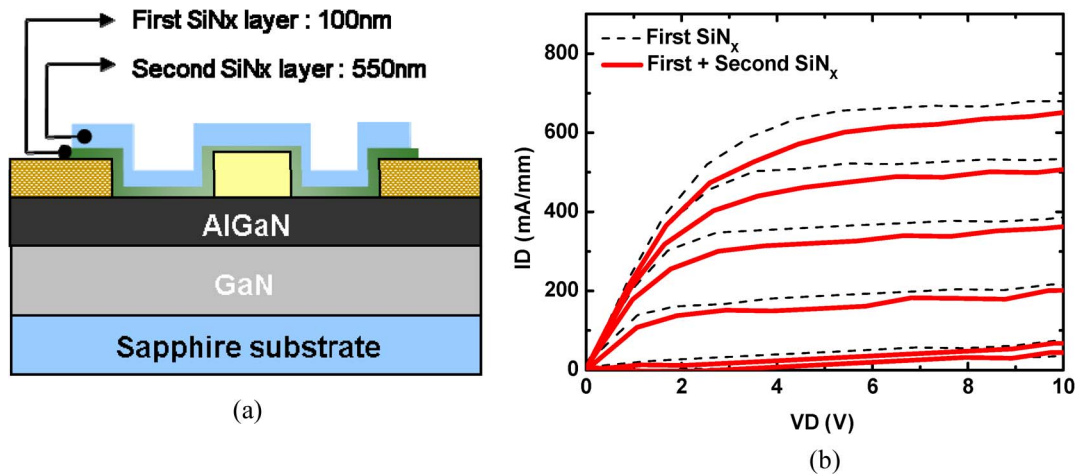 First SiNx layer : 100nm
Second SiNx layer : 550nm
AlGaN
GaN
Sapphire substrate
(a)
800
600
400
200
0
ID (mA/mm)
First SiNx
First + Second SiNx
0 2 4 6 8 10
VD (V)
(b)